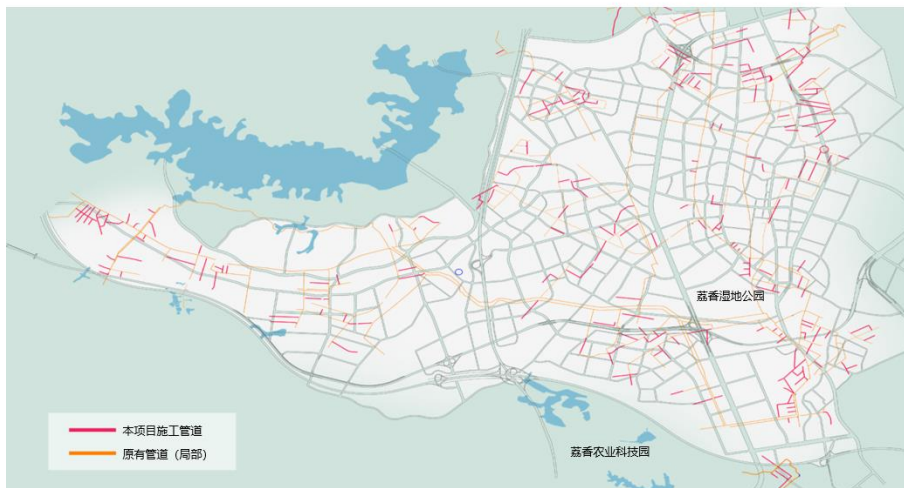 荔香湿地公园
本项目施工管道
原有管道（局部）
荔香农业科技园